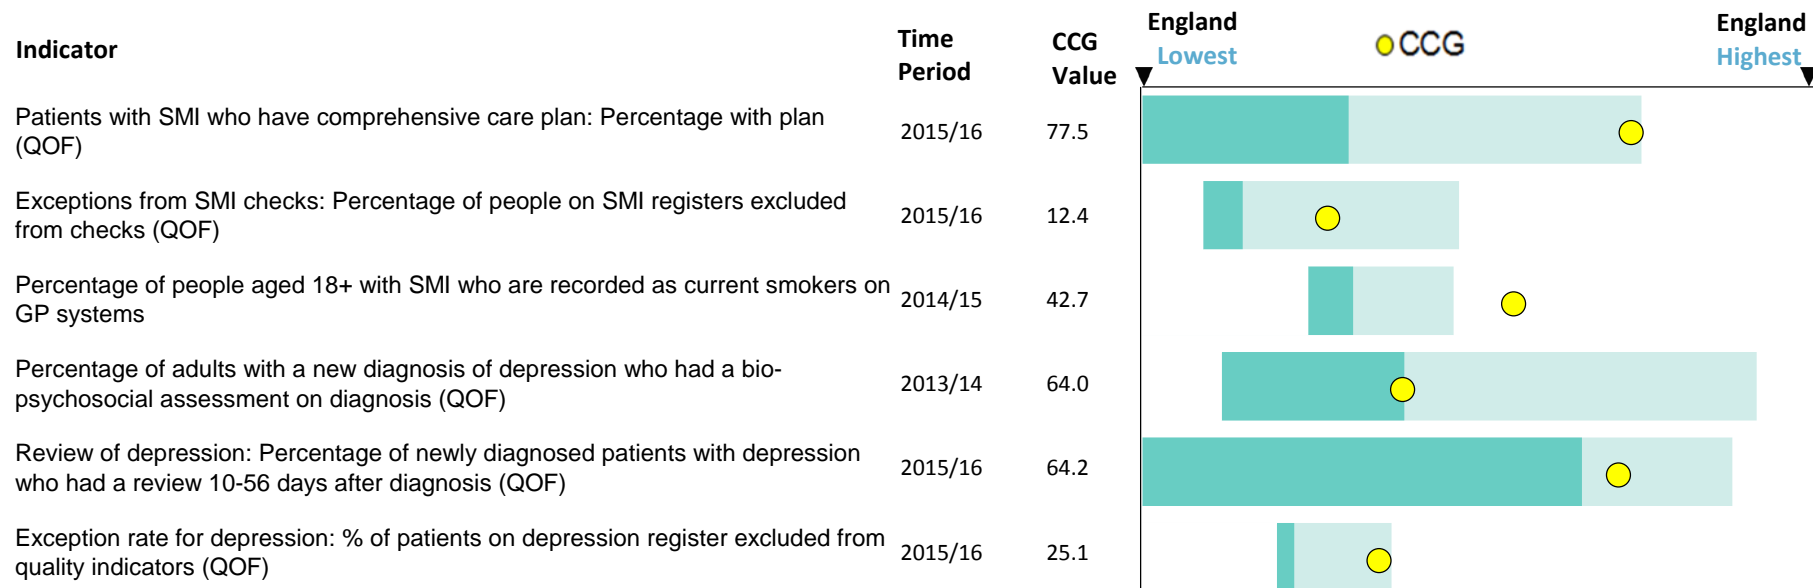 Indicator
Time Period
CCG Value
England Lowest
CCG
England Highest
Patients with SMI who have comprehensive care plan: Percentage with plan
(QOF)
2015/16
77.5
Exceptions from SMI checks: Percentage of people on SMI registers excluded
from checks (QOF)
2015/16
12.4
Percentage of people aged 18+ with SMI who are recorded as current smokers on
GP systems
2014/15
42.7
Percentage of adults with a new diagnosis of depression who had a bio-
psychosocial assessment on diagnosis (QOF)
2013/14
64.0
Review of depression: Percentage of newly diagnosed patients with depression
who had a review 10-56 days after diagnosis (QOF)
2015/16
64.2
Exception rate for depression: % of patients on depression register excluded from
quality indicators (QOF)
2015/16
25.1